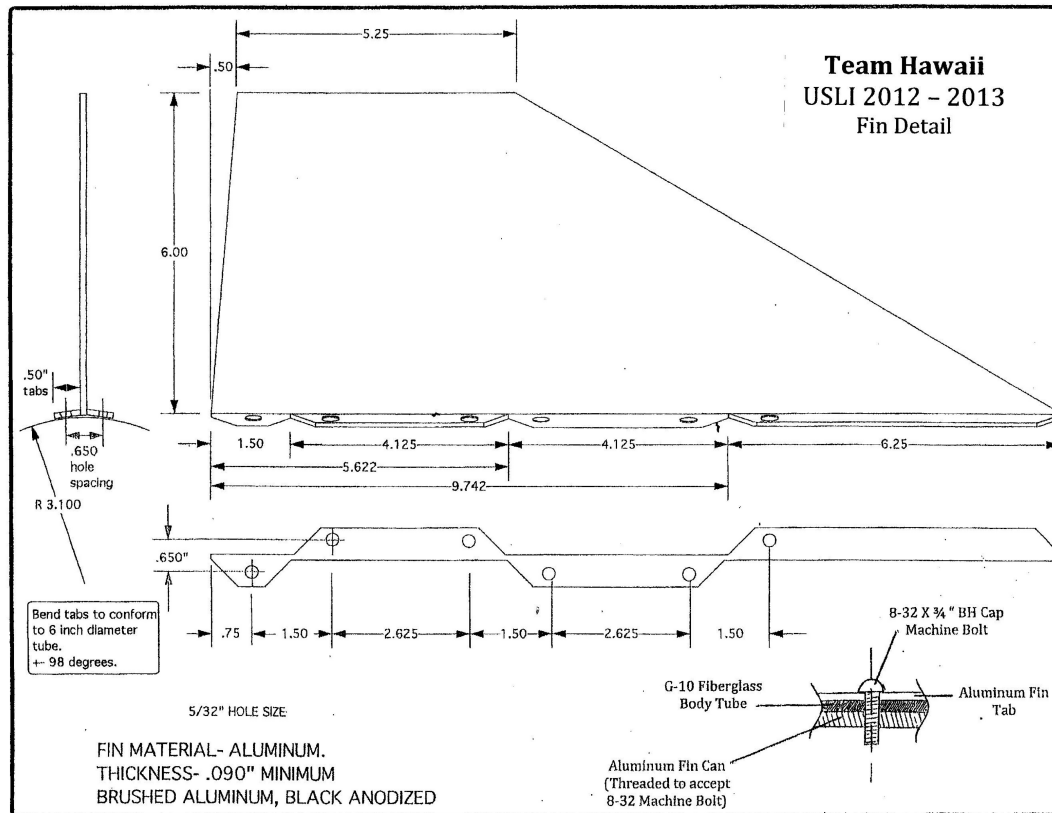 Team Hawaii
USLI 2012 – 2013
Fin Detail
5.25
.50
6.00
.50"
tabs
.650
hole
spacing
R 3.100
1.50
4.125
4.125
6.25
5.622
9.742
.650"
.75
1.50
2.625
1.50
2.625
1.50
Bend tabs to conform
to 6 inch diameter
tube.
+- 98 degrees.
5/32" HOLE SIZE
FIN MATERIAL- ALUMINUM.
THICKNESS- .090" MINIMUM
BRUSHED ALUMINUM, BLACK ANODIZED
8-32 X ¾" BH Cap
Machine Bolt
G-10 Fiberglass
Body Tube
Aluminum Fin
Tab
Aluminum Fin Can
(Threaded to accept
8-32 Machine Bolt)